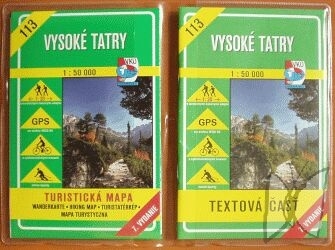 113
VYSOKÉ TATRY
1 : 50 000
VKÚ
GPS
TURISTICKÁ MAPA
WANDERKARTE • HIKING MAP • TURISTATÉRKÉP •
MAPA TURYSTYCZNA
7. VYDANIE
113
VYSOKÉ TATRY
1 : 50 000
VKÚ
GPS
TEXTOVÁ ČASŤ
7. VYDANIE